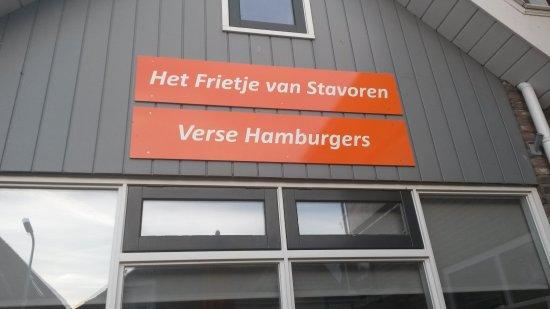 Het Frietje van Stavoren
Verse Hamburgers